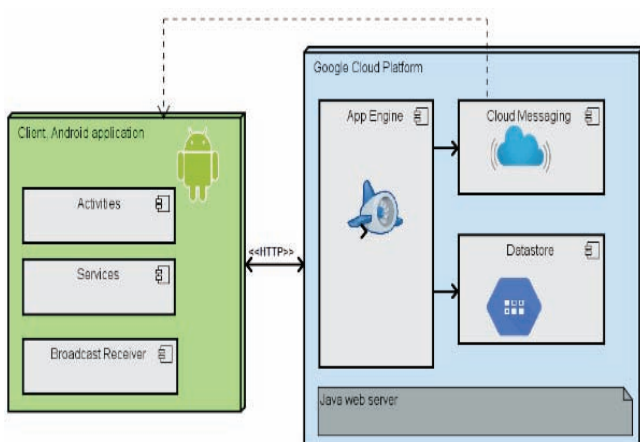 Google Cloud Platform
Client, Android application
App Engine
Cloud Messaging
Activities
Services
Broadcast Receiver
<<HTTP>>
Datastore
Java web server